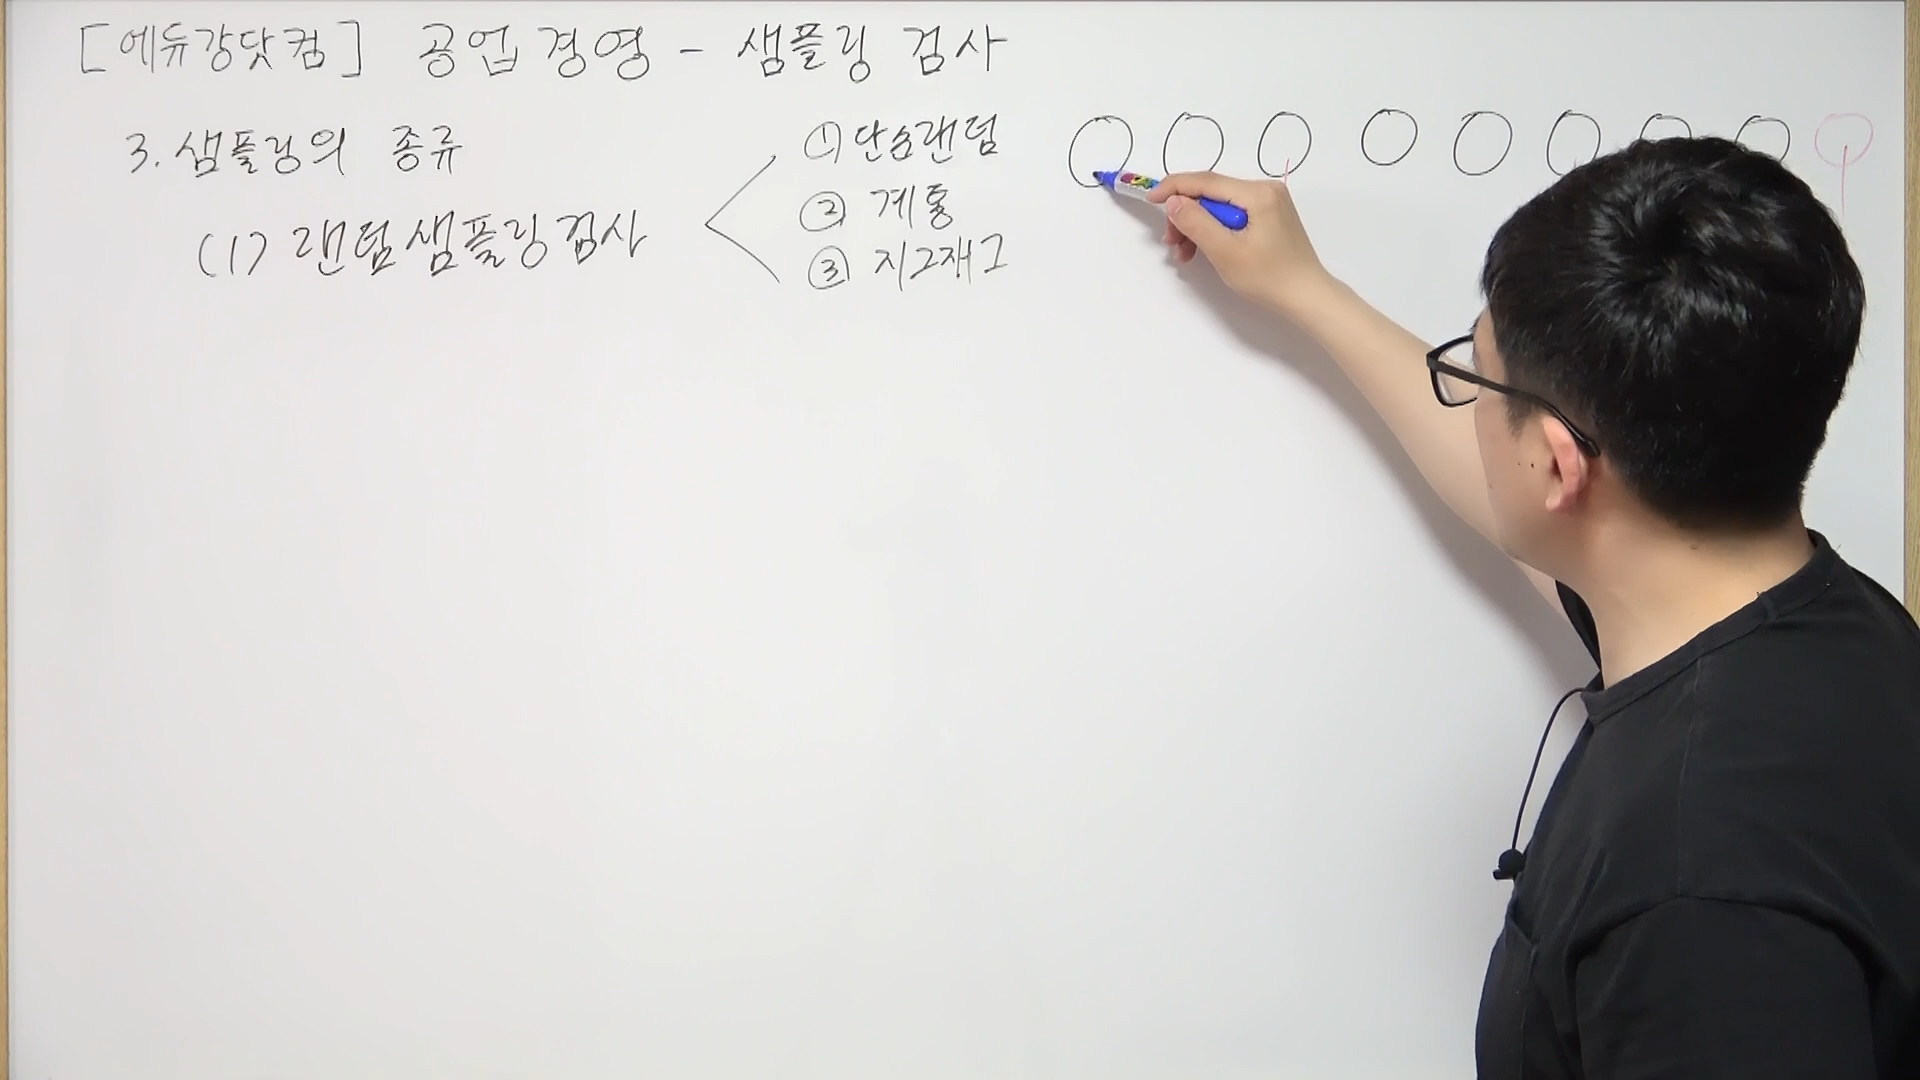 [에듀강닷컴] 공업경영 - 샘플링 검사
3. 샘플링의 종류
(1) 랜덤샘플링검사
① 단순랜덤
② 계통
③ 지그재그